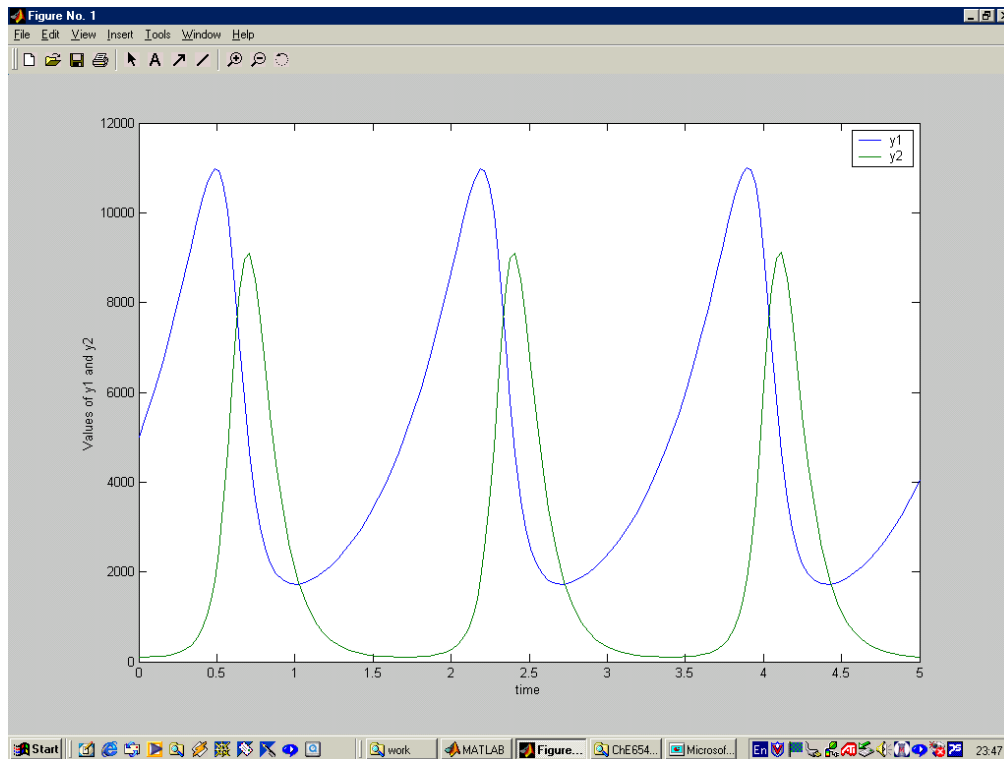 Figure No. 1
File Edit View Insert Tools Window Help
12000
10000
8000
6000
4000
2000
0
Values of y1 and y2
y1
y2
0 0.5 1 1.5 2 2.5 3 3.5 4 4.5 5
time
Start work MATLAB Figure... ChE654... Microsof... En 23:47